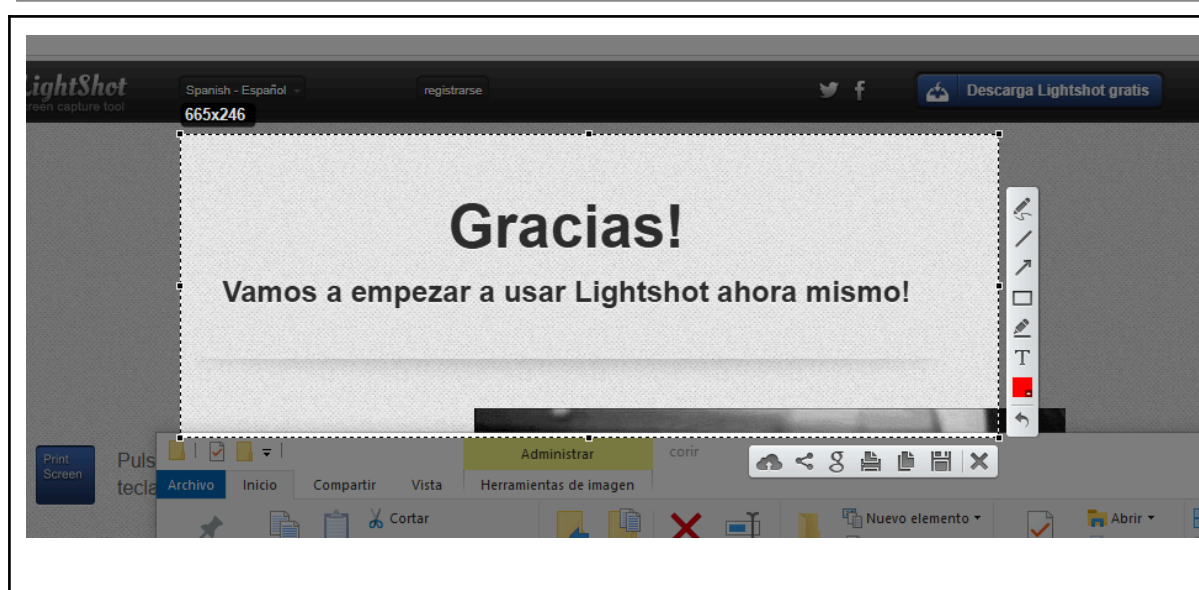 LightShot
screen capture tool
Spanish - Español
registrarse
Descarga Lightshot gratis
665x246
Gracias!
Vamos a empezar a usar Lightshot ahora mismo!
T
Print
Screen
Puls
tecla
Administrar
corir
g
Archivo
Inicio
Compartir
Vista
Herramientas de imagen
Cortar
Nuevo elemento
Abrir